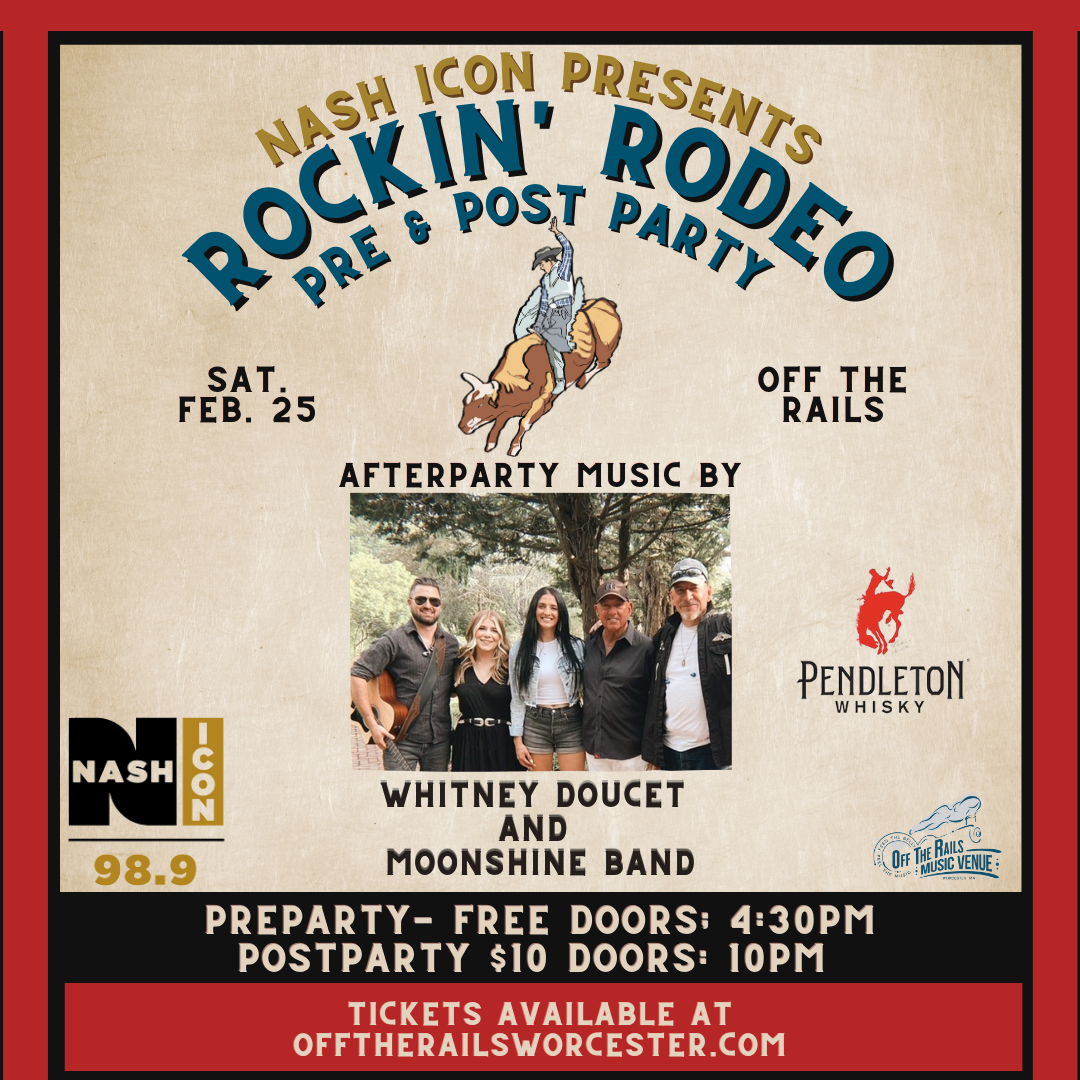 NASH ICON PRESENTS
ROCKIN' RODEO
PRE & POST PARTY
SAT.
FEB. 25
OFF THE
RAILS
AFTERPARTY MUSIC BY
PENDLETON®
WHISKY
NASH
ICON
98.9
WHITNEY DOUCET
AND
MOONSHINE BAND
OFF THE RAILS
MUSIC VENUE
WORCESTER MA
PREPARTY- FREE DOORS; 4:30PM
POSTPARTY $10 DOORS: 10PM
TICKETS AVAILABLE AT
OFFTHERAILSWORCESTER.COM